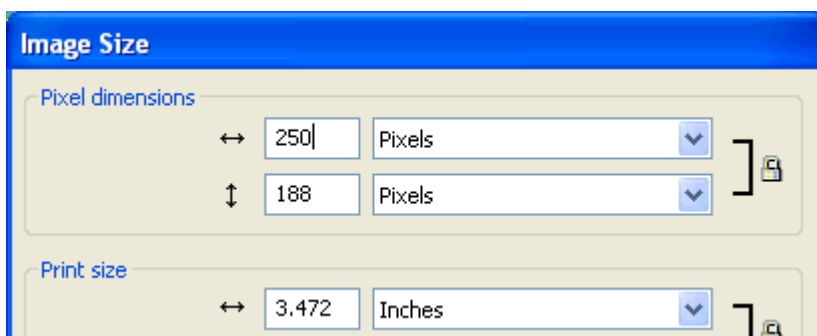 Image Size
Pixel dimensions
250 Pixels
188 Pixels
Print size
3.472 Inches